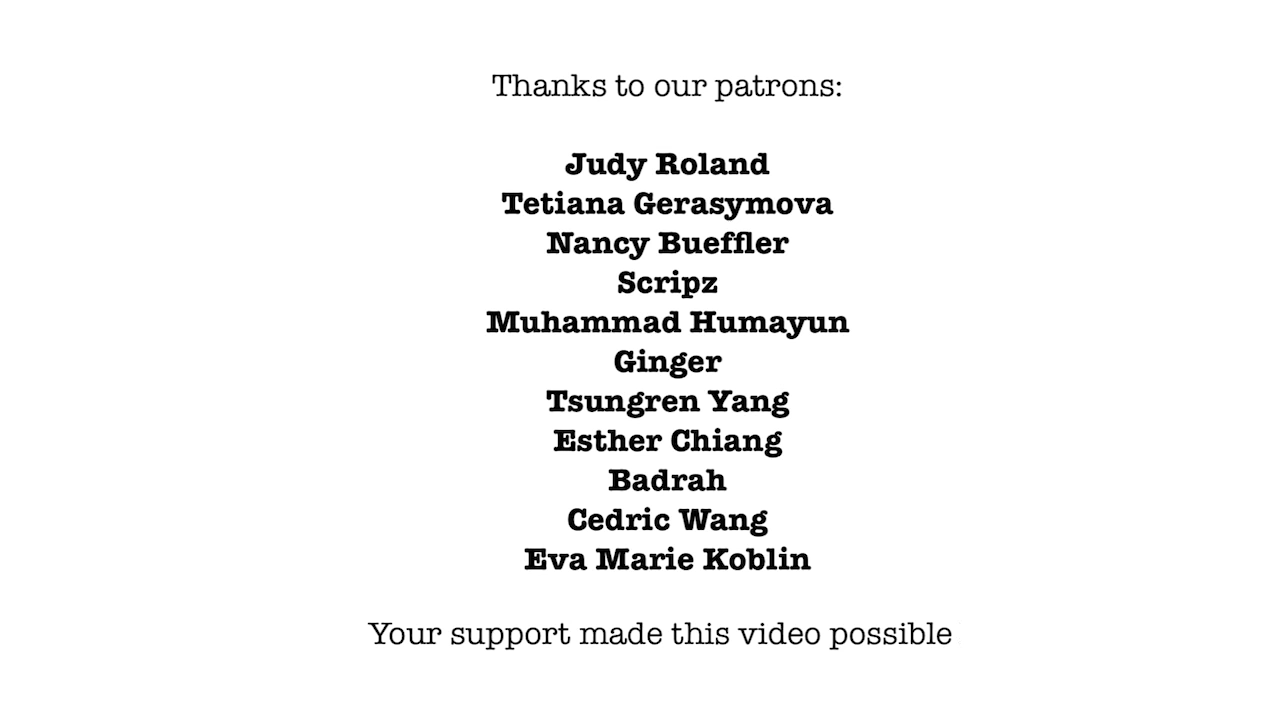 Thanks to our patrons:
Judy Roland
Tetiana Gerasymova
Nancy Bueffler
Scripz
Muhammad Humayun
Ginger
Tsungren Yang
Esther Chiang
Badrah
Cedric Wang
Eva Marie Koblin
Your support made this video possible